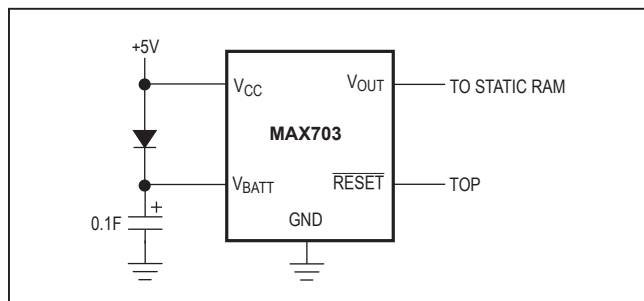 +5V
VCC
VOUT
TO STATIC RAM
MAX703
VBATT
RESET
TOP
+
0.1F
GND